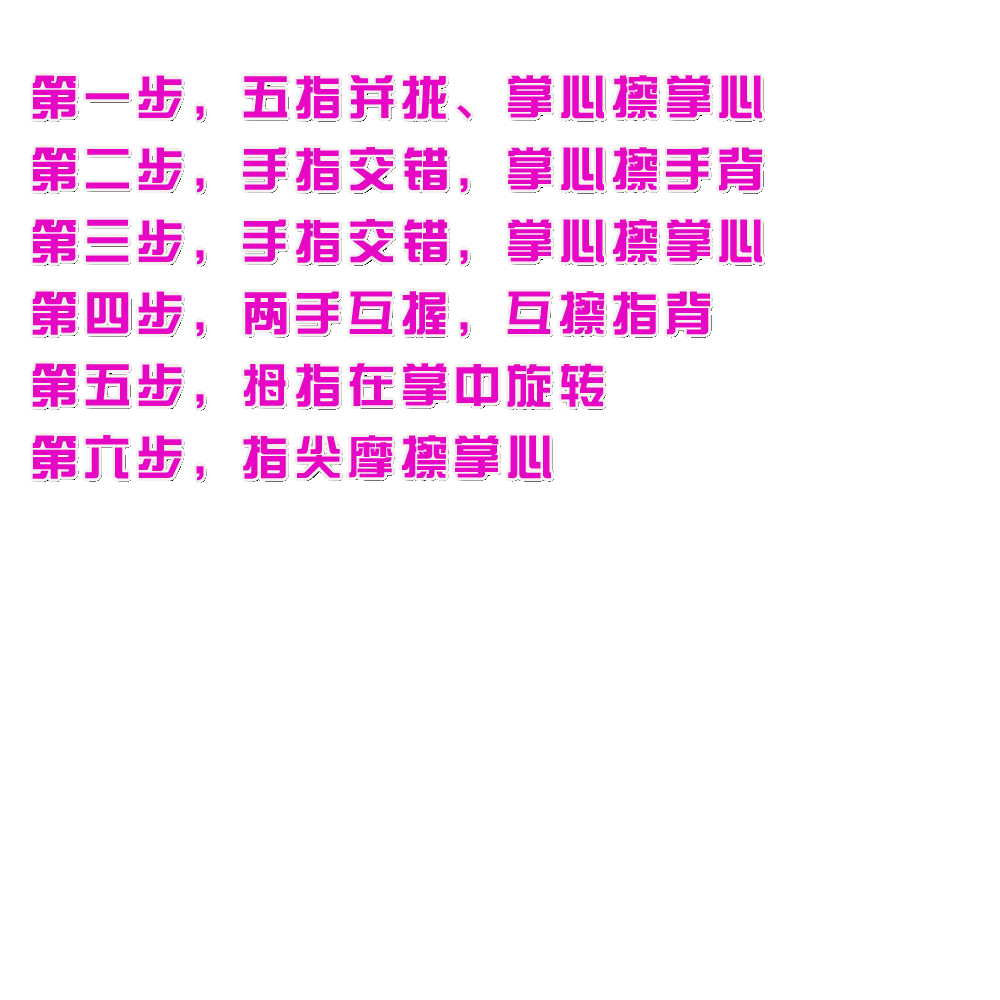 第一步，五指并拢、掌心擦掌心
第二步，手指交错，掌心擦手背
第三步，手指交错，掌心擦掌心
第四步，两手互握，互擦指背
第五步，拇指在掌中旋转
第六步，指尖摩擦掌心